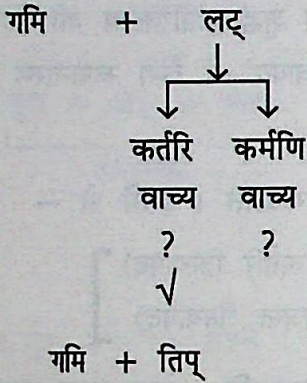 गमि + लट्
कर्तरि कर्मणि
वाच्य वाच्य
? ?
√
गमि + तिप्